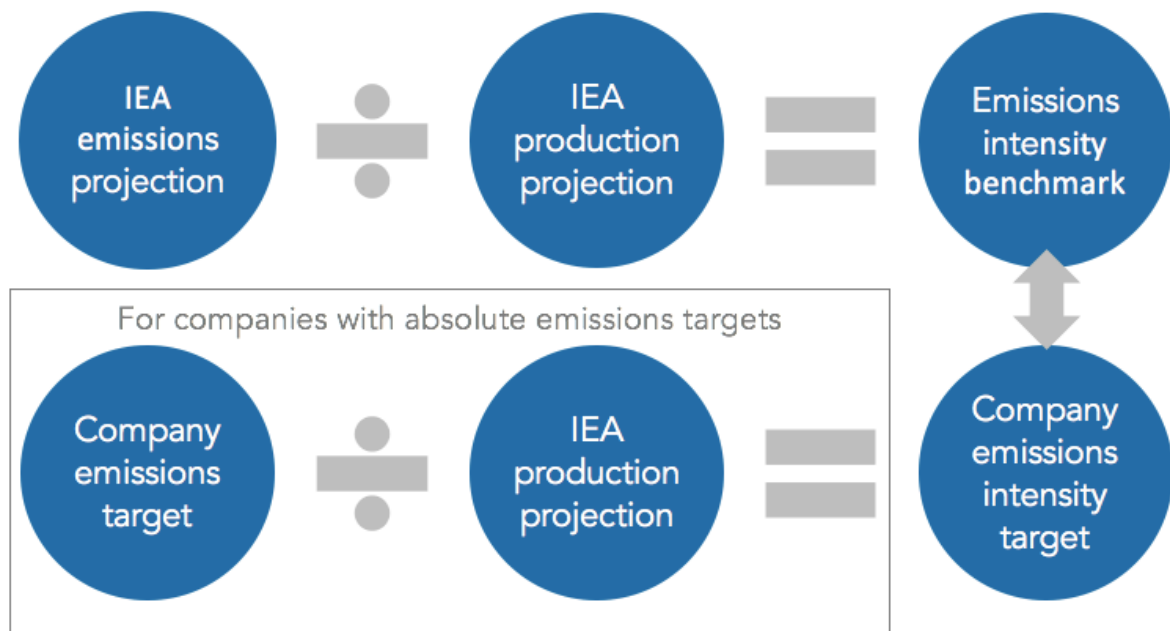 IEA
emissions
projection
IEA
production
projection
Emissions
intensity
benchmark
For companies with absolute emissions targets
Company
emissions
target
IEA
production
projection
Company
emissions
intensity
target